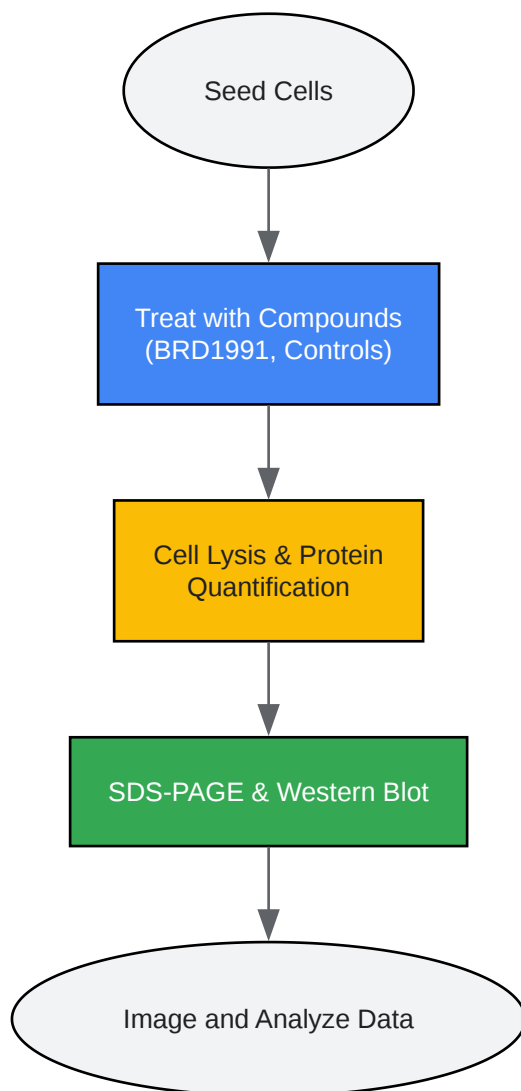 Seed Cells
Treat with Compounds
(BRD1991, Controls)
Cell Lysis & Protein
Quantification
SDS-PAGE & Western Blot
Image and Analyze Data